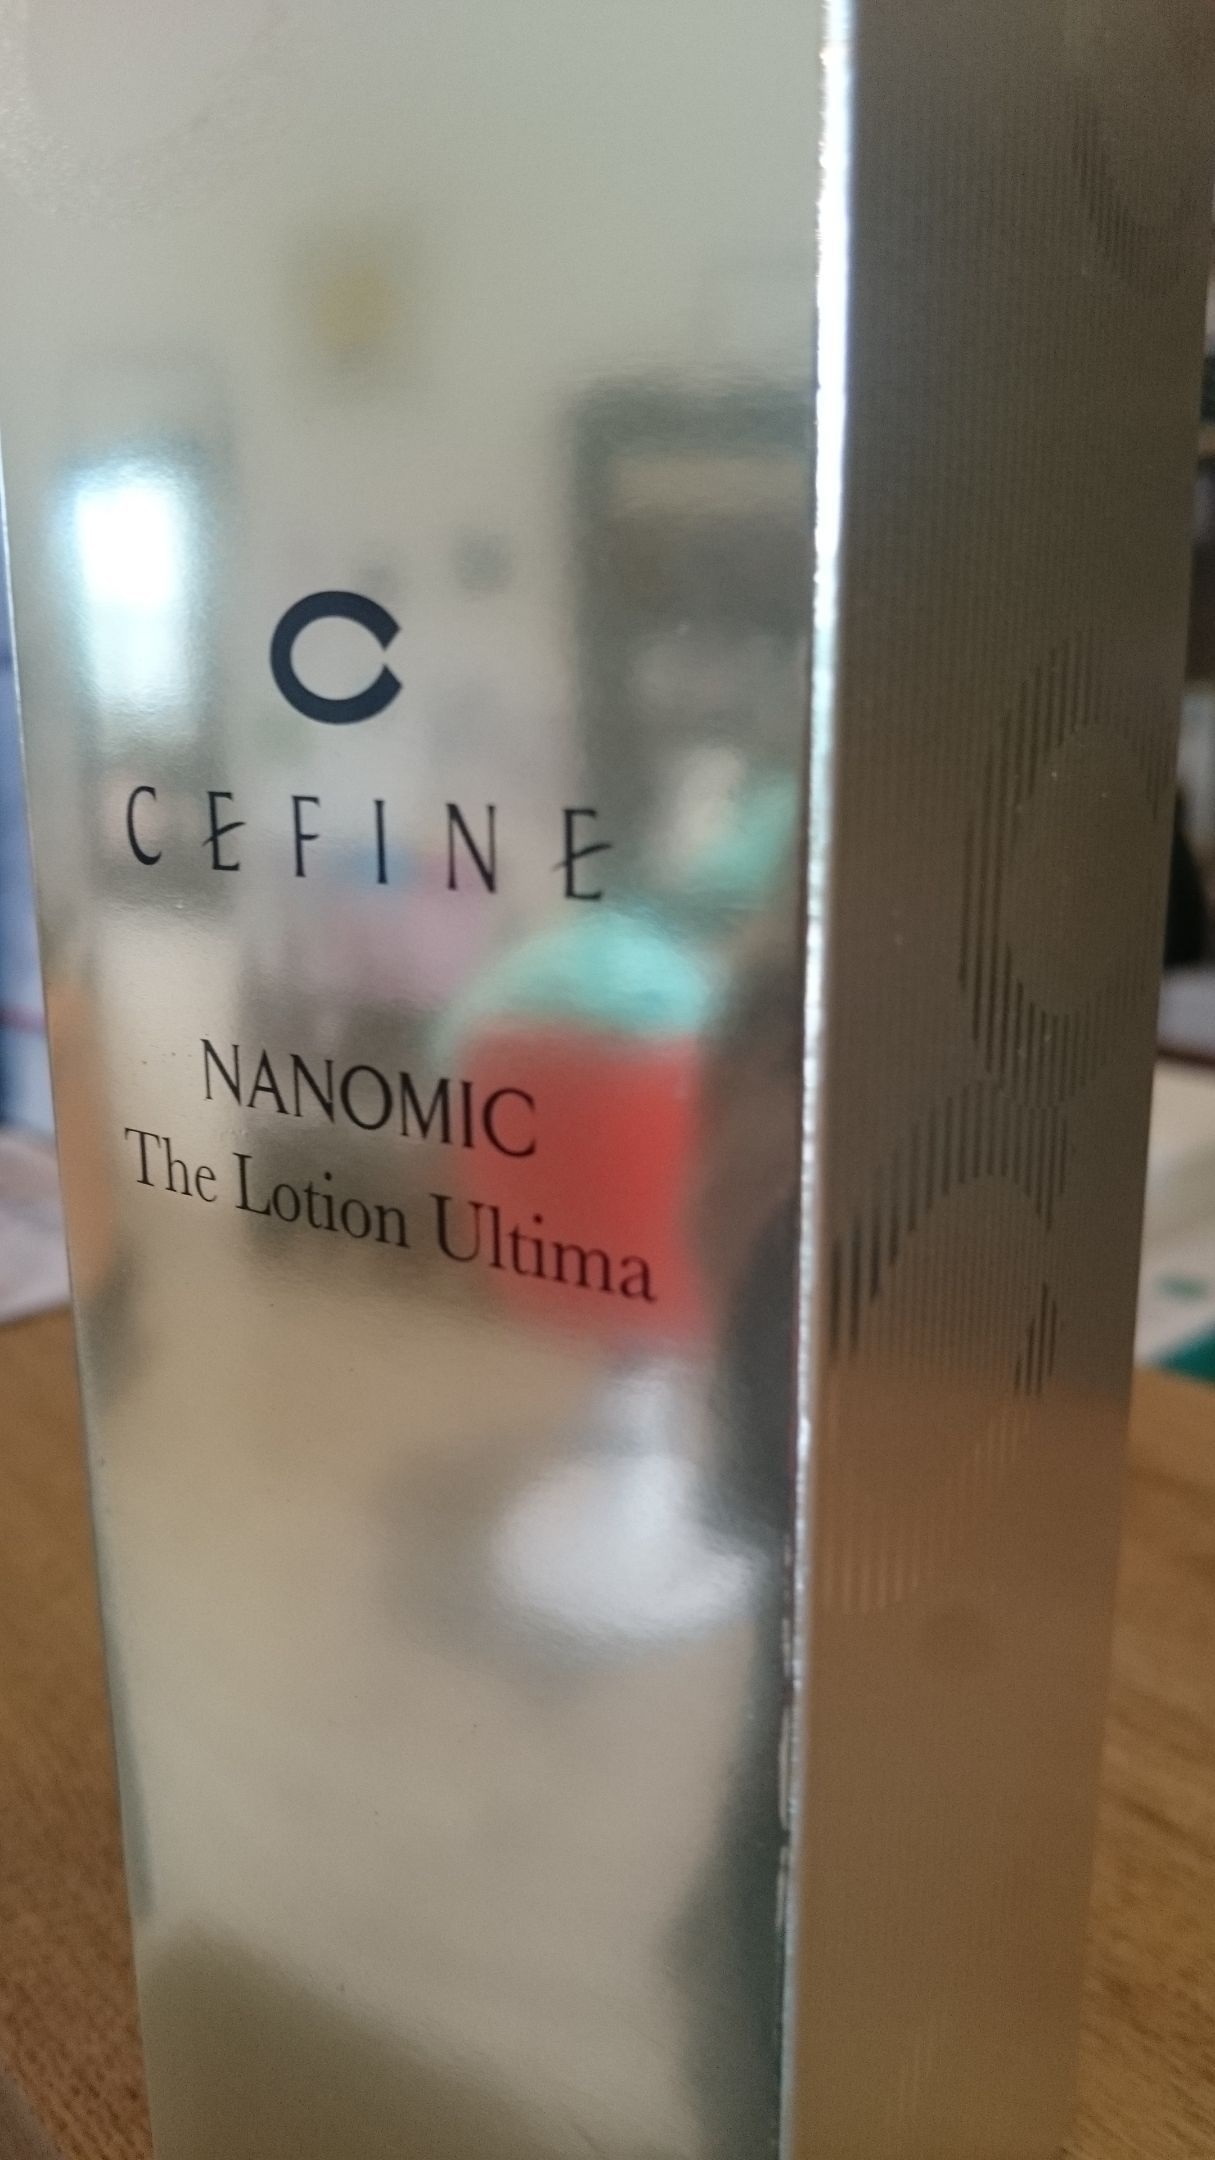 C
CEFINE
NANOMIC
The Lotion Ultima